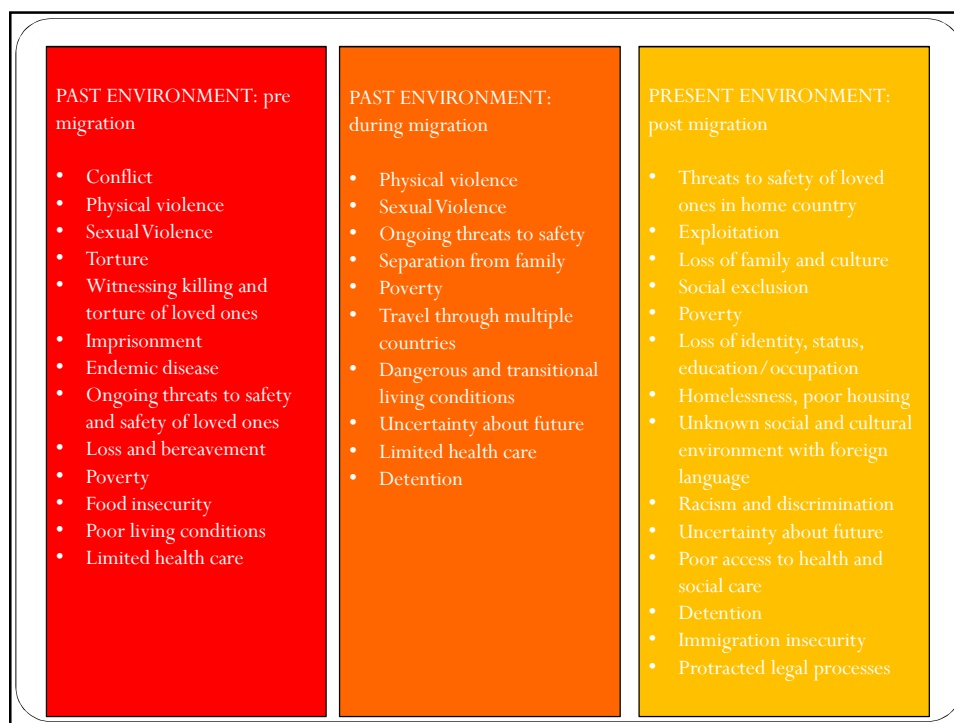 PAST ENVIRONMENT: pre
migration
• Conflict
• Physical violence
• Sexual Violence
• Torture
• Witnessing killing and
torture of loved ones
• Imprisonment
• Endemic disease
• Ongoing threats to safety
and safety of loved ones
• Loss and bereavement
• Poverty
• Food insecurity
• Poor living conditions
• Limited health care
PAST ENVIRONMENT:
during migration
• Physical violence
• Sexual Violence
• Ongoing threats to safety
• Separation from family
• Poverty
• Travel through multiple
countries
• Dangerous and transitional
living conditions
• Uncertainty about future
• Limited health care
• Detention
PRESENT ENVIRONMENT:
post migration
• Threats to safety of loved
ones in home country
• Exploitation
• Loss of family and culture
• Social exclusion
• Poverty
• Loss of identity, status,
education/occupation
• Homelessness, poor housing
• Unknown social and cultural
environment with foreign
language
• Racism and discrimination
• Uncertainty about future
• Poor access to health and
social care
• Detention
• Immigration insecurity
• Protracted legal processes